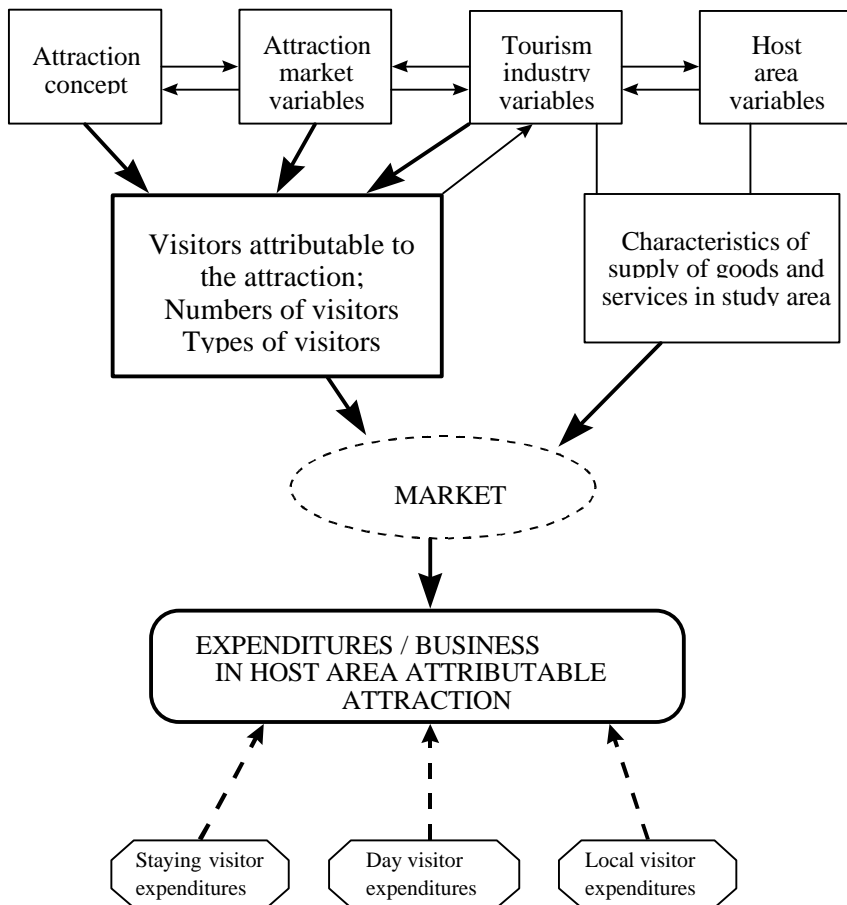 Attraction
concept
Attraction
market
variables
Tourism
industry
variables
Host
area
variables
Visitors attributable to
the attraction;
Numbers of visitors
Types of visitors
Characteristics of
supply of goods and
services in study area
MARKET
EXPENDITURES / BUSINESS
IN HOST AREA ATTRIBUTABLE
ATTRACTION
Staying visitor
expenditures
Day visitor
expenditures
Local visitor
expenditures